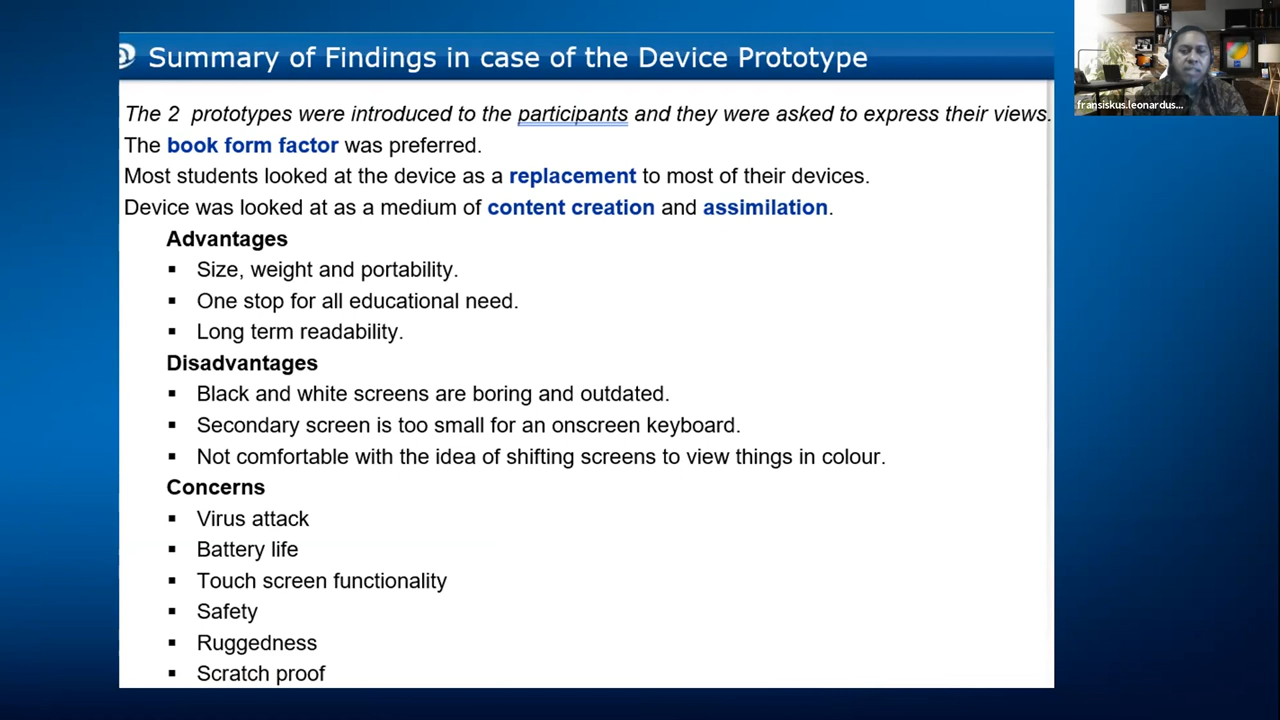 Summary of Findings in case of the Device Prototype
fransiskus.leonardus...
The 2 prototypes were introduced to the participants and they were asked to express their views.
The book form factor was preferred.
Most students looked at the device as a replacement to most of their devices.
Device was looked at as a medium of content creation and assimilation.
Advantages
▪ Size, weight and portability.
▪ One stop for all educational need.
▪ Long term readability.
Disadvantages
▪ Black and white screens are boring and outdated.
▪ Secondary screen is too small for an onscreen keyboard.
▪ Not comfortable with the idea of shifting screens to view things in colour.
Concerns
▪ Virus attack
▪ Battery life
▪ Touch screen functionality
▪ Safety
▪ Ruggedness
▪ Scratch proof